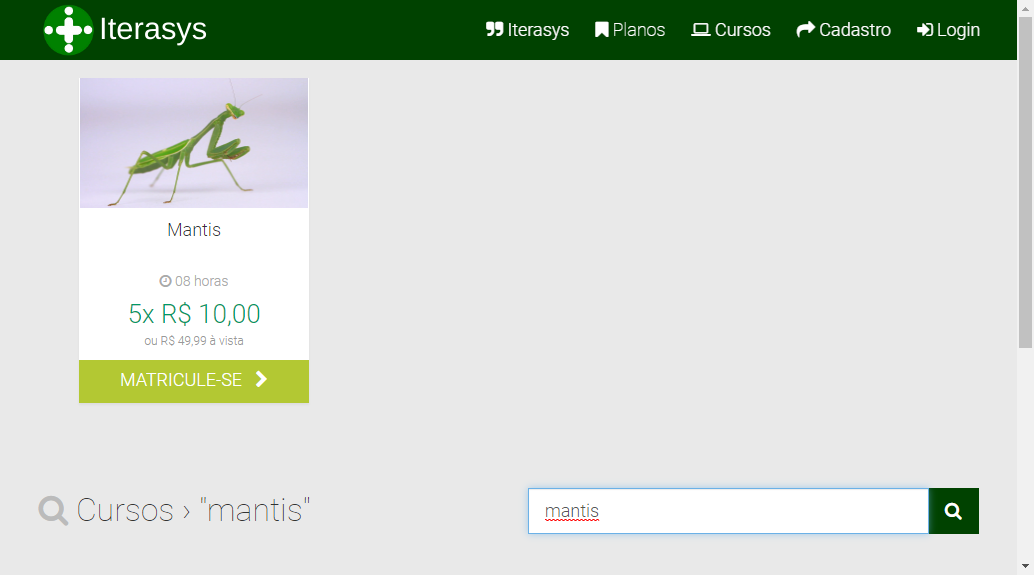 Iterasys
Iterasys Planos Cursos Cadastro Login
Mantis
08 horas
5x R$ 10,00
ou R$ 49,99 à vista
MATRICULE-SE
Cursos › "mantis"
mantis